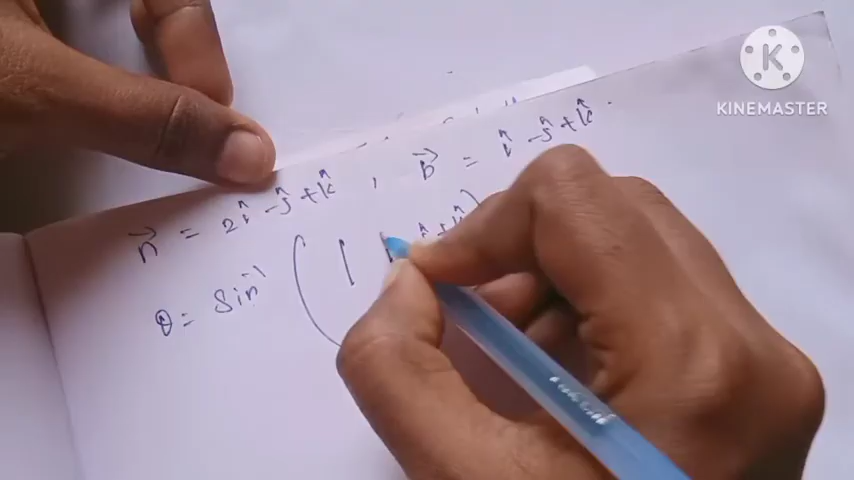 K
KINEMASTER
n⃗ = 2î - ĵ + k̂ , b⃗ = î - ĵ + k̂ .
θ = Sin⁻¹ ( | + k̂ )